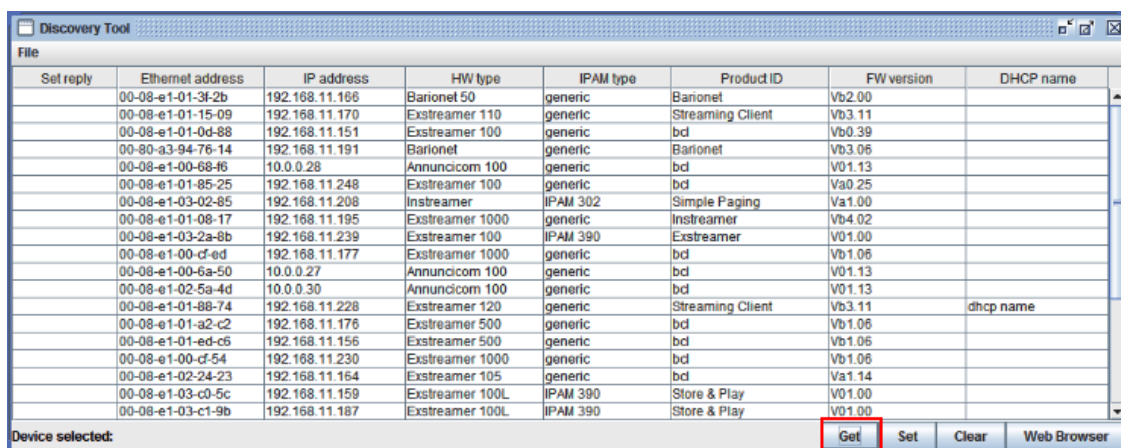 Discovery Tool
File
Set reply Ethernet address IP address HW type IPAM type Product ID FW version DHCP name
00-08-e1-01-3f-2b 192.168.11.166 Barionet 50 generic Barionet Vb2.00
00-08-e1-01-15-09 192.168.11.170 Exstreamer 110 generic Streaming Client Vb3.11
00-08-e1-01-0d-88 192.168.11.151 Exstreamer 100 generic bcl Vb0.39
00-80-a3-94-76-14 192.168.11.191 Barionet generic Barionet Vb3.06
00-08-e1-00-68-f6 10.0.0.28 Annuncicom 100 generic bcl V01.13
00-08-e1-01-85-25 192.168.11.248 Exstreamer 100 generic bcl Va0.25
00-08-e1-03-02-85 192.168.11.208 Instreamer IPAM 302 Simple Paging Va1.00
00-08-e1-01-08-17 192.168.11.195 Exstreamer 1000 generic Instreamer Vb4.02
00-08-e1-03-2a-8b 192.168.11.239 Exstreamer 100 IPAM 390 Exstreamer V01.00
00-08-e1-00-cf-ed 192.168.11.177 Exstreamer 1000 generic bcl Vb1.06
00-08-e1-00-6a-50 10.0.0.27 Annuncicom 100 generic bcl V01.13
00-08-e1-02-5a-4d 10.0.0.30 Annuncicom 100 generic bcl V01.13
00-08-e1-01-88-74 192.168.11.228 Exstreamer 120 generic Streaming Client Vb3.11 dhcp name
00-08-e1-01-a2-c2 192.168.11.176 Exstreamer 500 generic bcl Vb1.06
00-08-e1-01-ed-c6 192.168.11.156 Exstreamer 500 generic bcl Vb1.06
00-08-e1-00-cf-54 192.168.11.230 Exstreamer 1000 generic bcl Vb1.06
00-08-e1-02-24-23 192.168.11.164 Exstreamer 105 generic bcl Va1.14
00-08-e1-03-c0-5c 192.168.11.159 Exstreamer 100L IPAM 390 Store & Play V01.00
00-08-e1-03-c1-9b 192.168.11.187 Exstreamer 100L IPAM 390 Store & Play V01.00
Device selected: Get Set Clear Web Browser